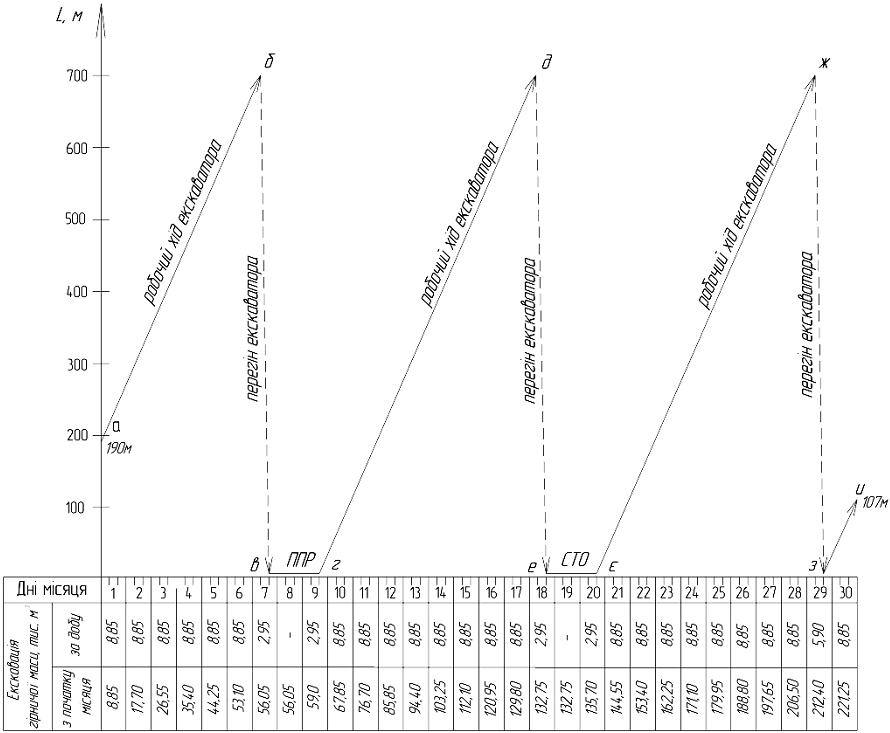 L, м
700
600
500
400
300
200
100
а
190м
б
в
г
д
е
є
ж
з
и
107м
робочий хід екскаватора
перегін екскаватора
ППР
робочий хід екскаватора
перегін екскаватора
СТО
робочий хід екскаватора
перегін екскаватора
Дні місяця 1 2 3 4 5 6 7 8 9 10 11 12 13 14 15 16 17 18 19 20 21 22 23 24 25 26 27 28 29 30
Екскавація
гірничої маси, тис. м³
за добу 8,85 8,85 8,85 8,85 8,85 8,85 2,95 - 2,95 8,85 8,85 8,85 8,85 8,85 8,85 8,85 8,85 2,95 - 2,95 8,85 8,85 8,85 8,85 8,85 8,85 8,85 8,85 5,90 8,85
з початку
місяця 8,85 17,70 26,55 35,40 44,25 53,10 56,05 56,05 59,0 67,85 76,70 85,85 94,40 103,25 112,10 120,95 129,80 132,75 132,75 135,70 144,55 153,40 162,25 171,10 179,95 188,80 197,65 206,50 212,40 221,25